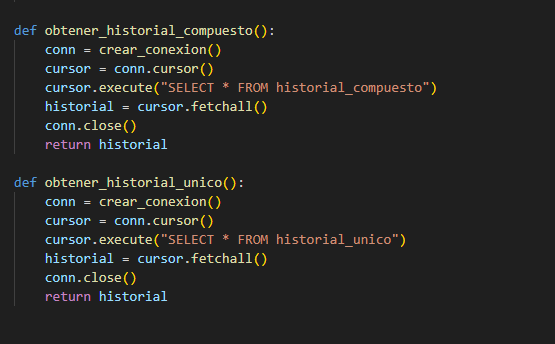 def obtener_historial_compuesto():
    conn = crear_conexion()
    cursor = conn.cursor()
    cursor.execute("SELECT * FROM historial_compuesto")
    historial = cursor.fetchall()
    conn.close()
    return historial

def obtener_historial_unico():
    conn = crear_conexion()
    cursor = conn.cursor()
    cursor.execute("SELECT * FROM historial_unico")
    historial = cursor.fetchall()
    conn.close()
    return historial